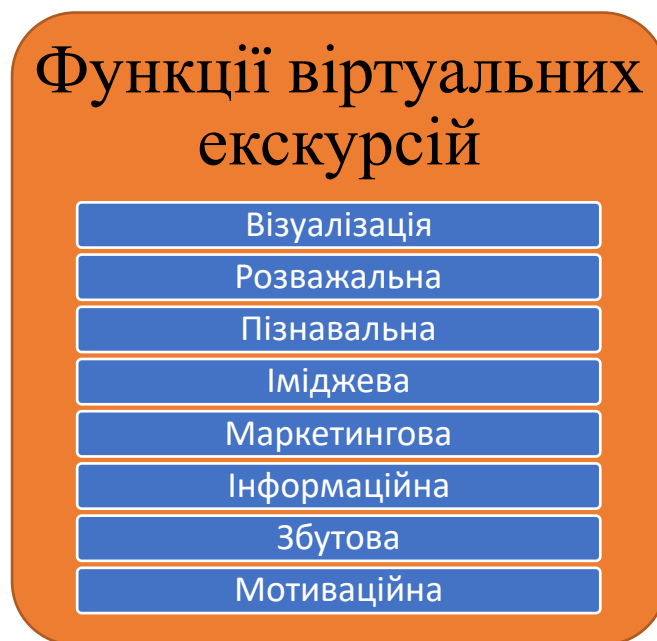 Функції віртуальних
екскурсій
Візуалізація
Розважальна
Пізнавальна
Іміджева
Маркетингова
Інформаційна
Збутова
Мотиваційна